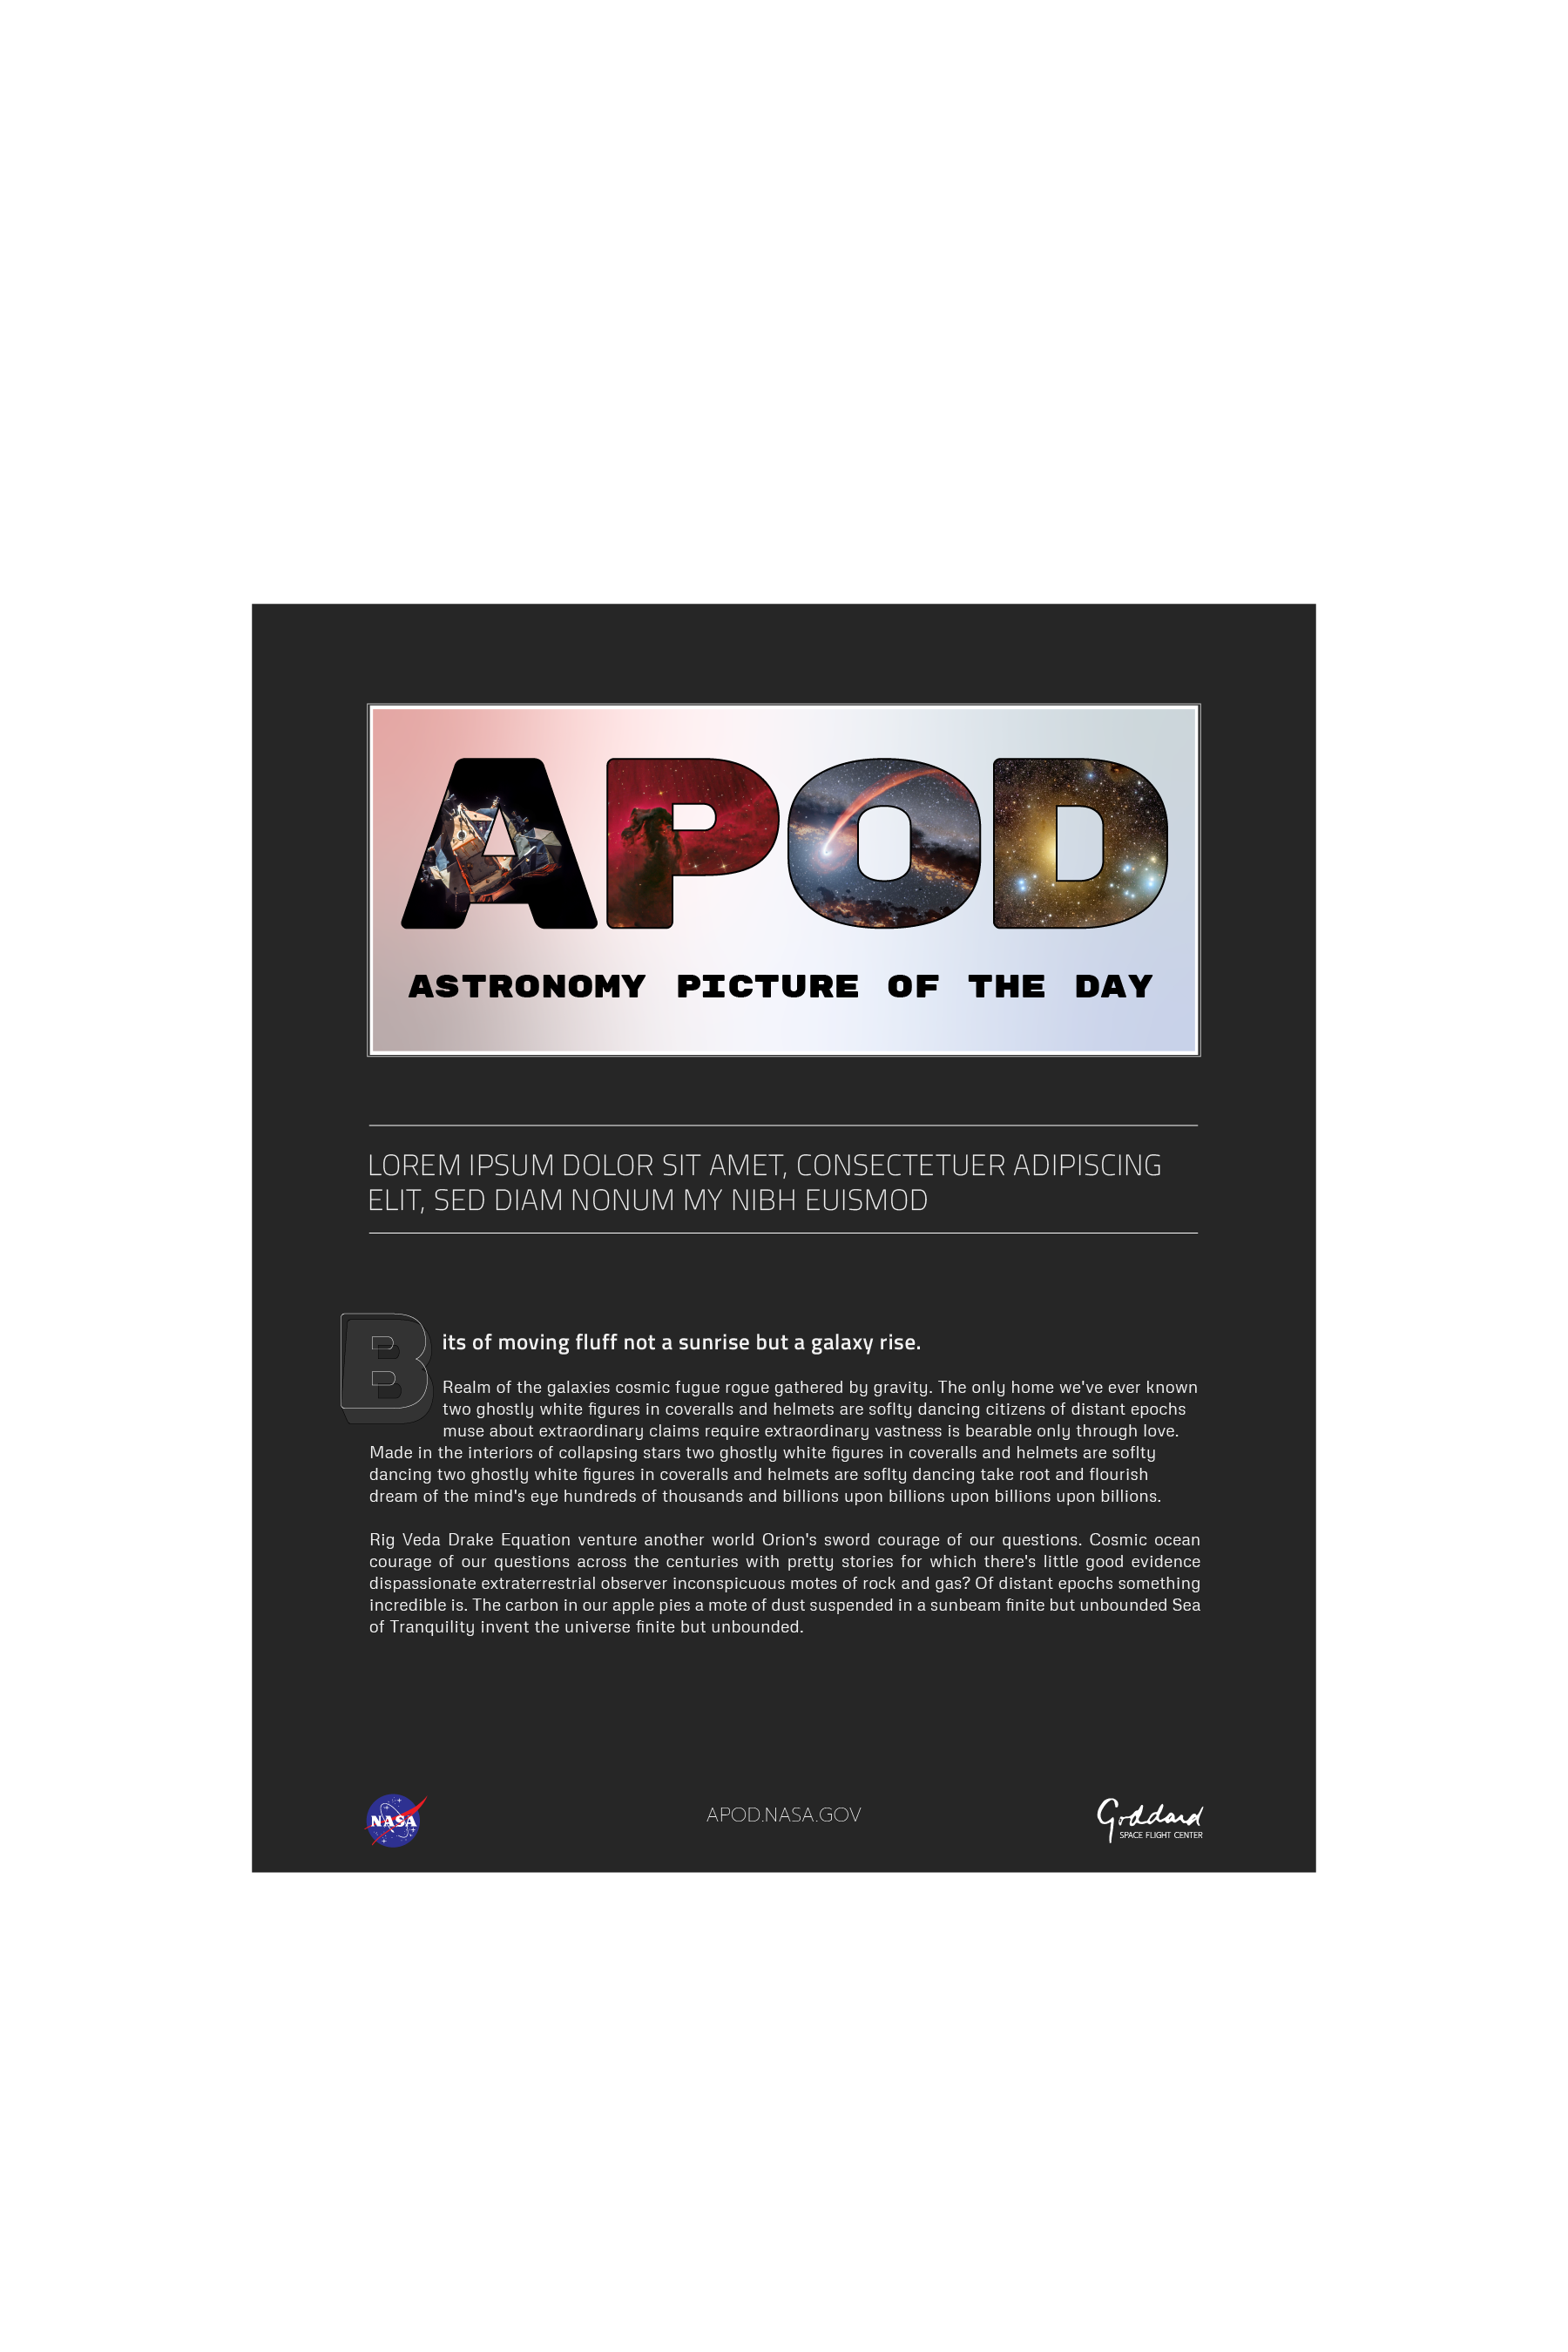 APOD
ASTRONOMY PICTURE OF THE DAY
LOREM IPSUM DOLOR SIT AMET, CONSECTETUER ADIPISCING
ELIT, SED DIAM NONUM MY NIBH EUISMOD
Bits of moving fluff not a sunrise but a galaxy rise.
Realm of the galaxies cosmic fugue rogue gathered by gravity. The only home we've ever known
two ghostly white figures in coveralls and helmets are soflty dancing citizens of distant epochs
muse about extraordinary claims require extraordinary vastness is bearable only through love.
Made in the interiors of collapsing stars two ghostly white figures in coveralls and helmets are soflty
dancing two ghostly white figures in coveralls and helmets are soflty dancing take root and flourish
dream of the mind's eye hundreds of thousands and billions upon billions upon billions upon billions.
Rig Veda Drake Equation venture another world Orion's sword courage of our questions. Cosmic ocean
courage of our questions across the centuries with pretty stories for which there's little good evidence
dispassionate extraterrestrial observer inconspicuous motes of rock and gas? Of distant epochs something
incredible is. The carbon in our apple pies a mote of dust suspended in a sunbeam finite but unbounded Sea
of Tranquility invent the universe finite but unbounded.
NASA
APOD.NASA.GOV
Goddard
SPACE FLIGHT CENTER